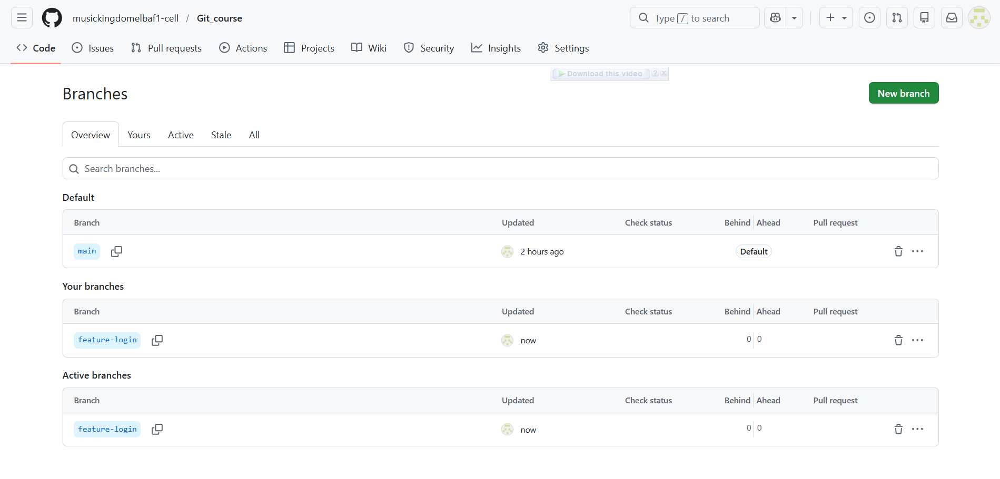 musickingdomelbaf1-cell / Git_course
Type / to search
Code Issues Pull requests Actions Projects Wiki Security Insights Settings
Download this video ? X
Branches
New branch
Overview Yours Active Stale All
Search branches...
Default
Branch Updated Check status Behind Ahead Pull request
main 2 hours ago Default
Your branches
Branch Updated Check status Behind Ahead Pull request
feature-login now 0 0
Active branches
Branch Updated Check status Behind Ahead Pull request
feature-login now 0 0